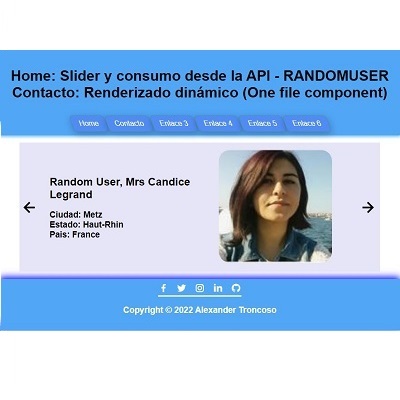 Home: Slider y consumo desde la API - RANDOMUSER
Contacto: Renderizado dinámico (One file component)
Home Contacto Enlace 3 Enlace 4 Enlace 5 Enlace 6
Random User, Mrs Candice
Legrand
Ciudad: Metz
Estado: Haut-Rhin
Pais: France
Copyright © 2022 Alexander Troncoso